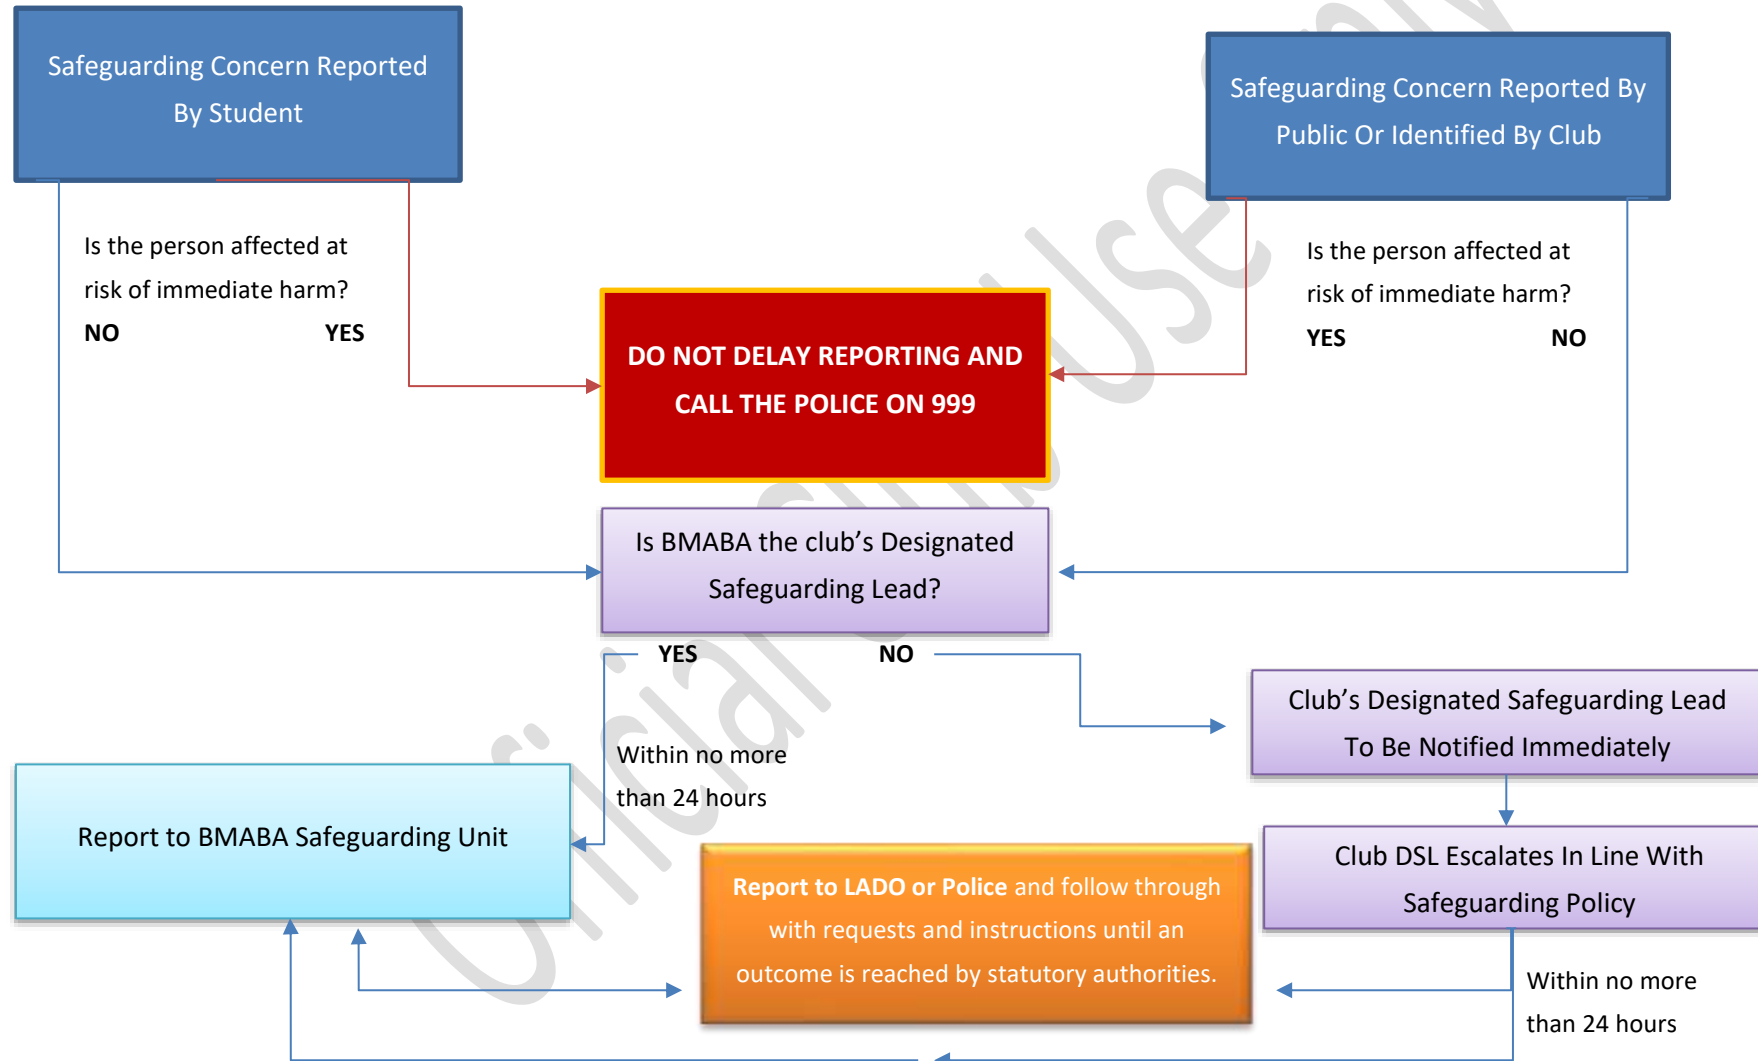 Safeguarding Concern Reported
By Student
Safeguarding Concern Reported By
Public Or Identified By Club
Is the person affected at
risk of immediate harm?
NO YES
Is the person affected at
risk of immediate harm?
YES NO
DO NOT DELAY REPORTING AND
CALL THE POLICE ON 999
Is BMABA the club’s Designated
Safeguarding Lead?
YES NO
Within no more
than 24 hours
Club’s Designated Safeguarding Lead
To Be Notified Immediately
Report to BMABA Safeguarding Unit
Club DSL Escalates In Line With
Safeguarding Policy
Report to LADO or Police and follow through
with requests and instructions until an
outcome is reached by statutory authorities.
Within no more
than 24 hours